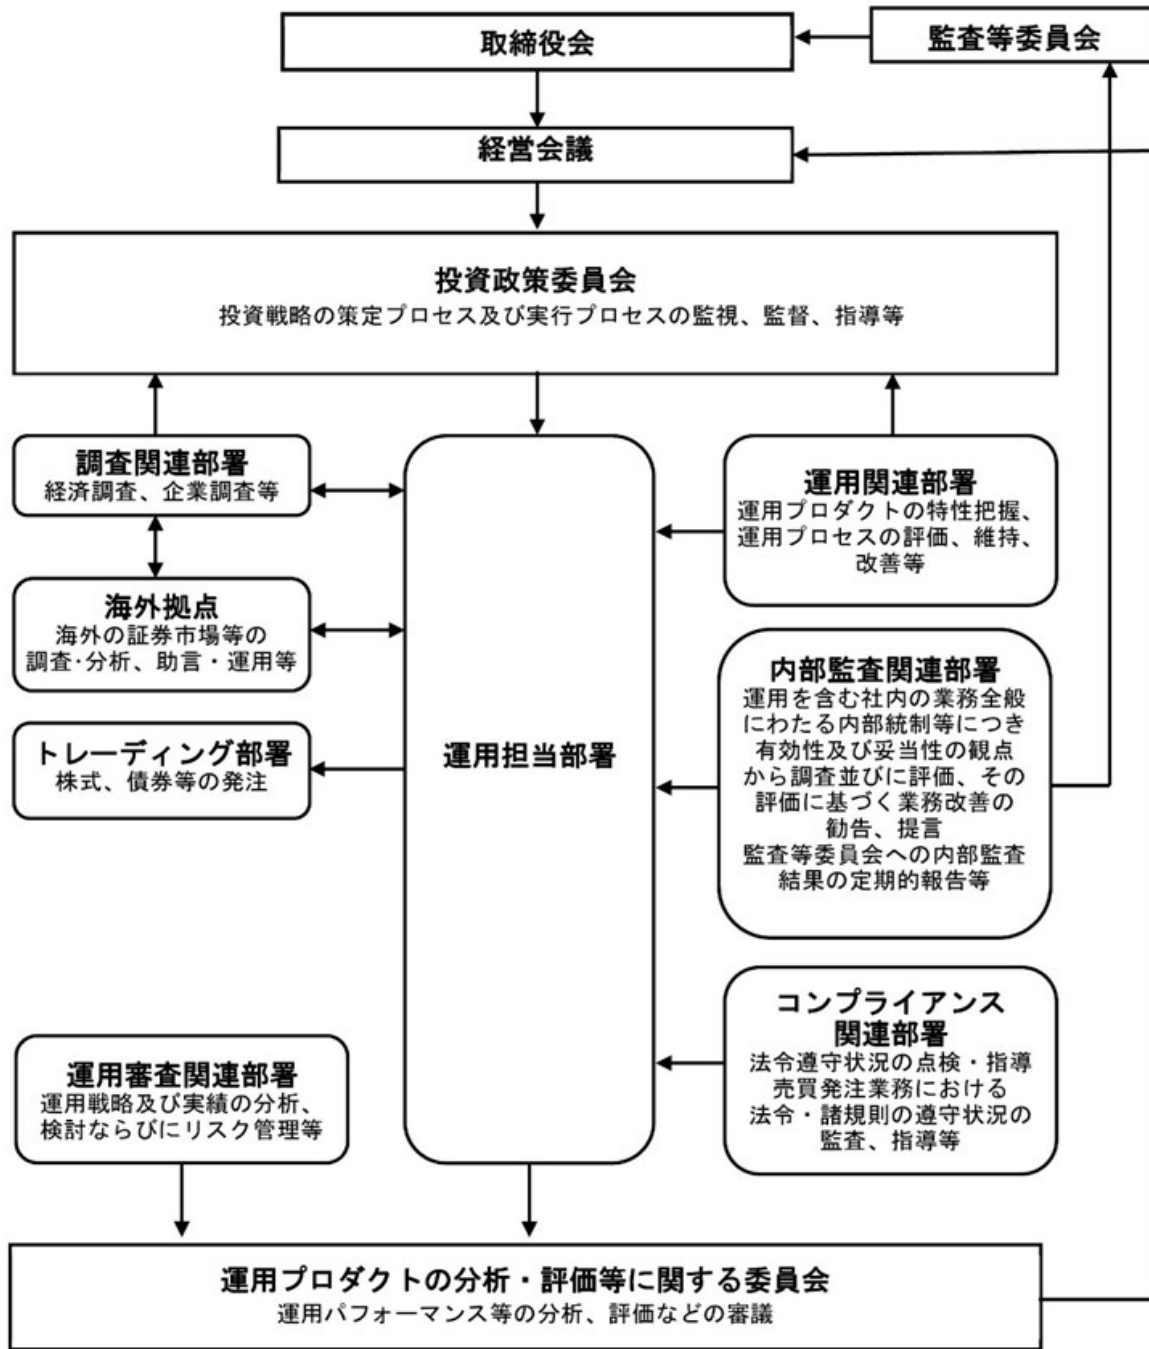 取締役会
監査等委員会
経営会議
投資政策委員会
投資戦略の策定プロセス及び実行プロセスの監視、監督、指導等
調査関連部署
経済調査、企業調査等
海外拠点
海外の証券市場等の
調査･分析、助言・運用等
トレーディング部署
株式、債券等の発注
運用担当部署
運用関連部署
運用プロダクトの特性把握、
運用プロセスの評価、維持、
改善等
内部監査関連部署
運用を含む社内の業務全般
にわたる内部統制等につき
有効性及び妥当性の観点
から調査並びに評価、その
評価に基づく業務改善の
勧告、提言
監査等委員会への内部監査
結果の定期的報告等
コンプライアンス
関連部署
法令遵守状況の点検・指導
売買発注業務における
法令・諸規則の遵守状況の
監査、指導等
運用審査関連部署
運用戦略及び実績の分析、
検討ならびにリスク管理等
運用プロダクトの分析・評価等に関する委員会
運用パフォーマンス等の分析、評価などの審議